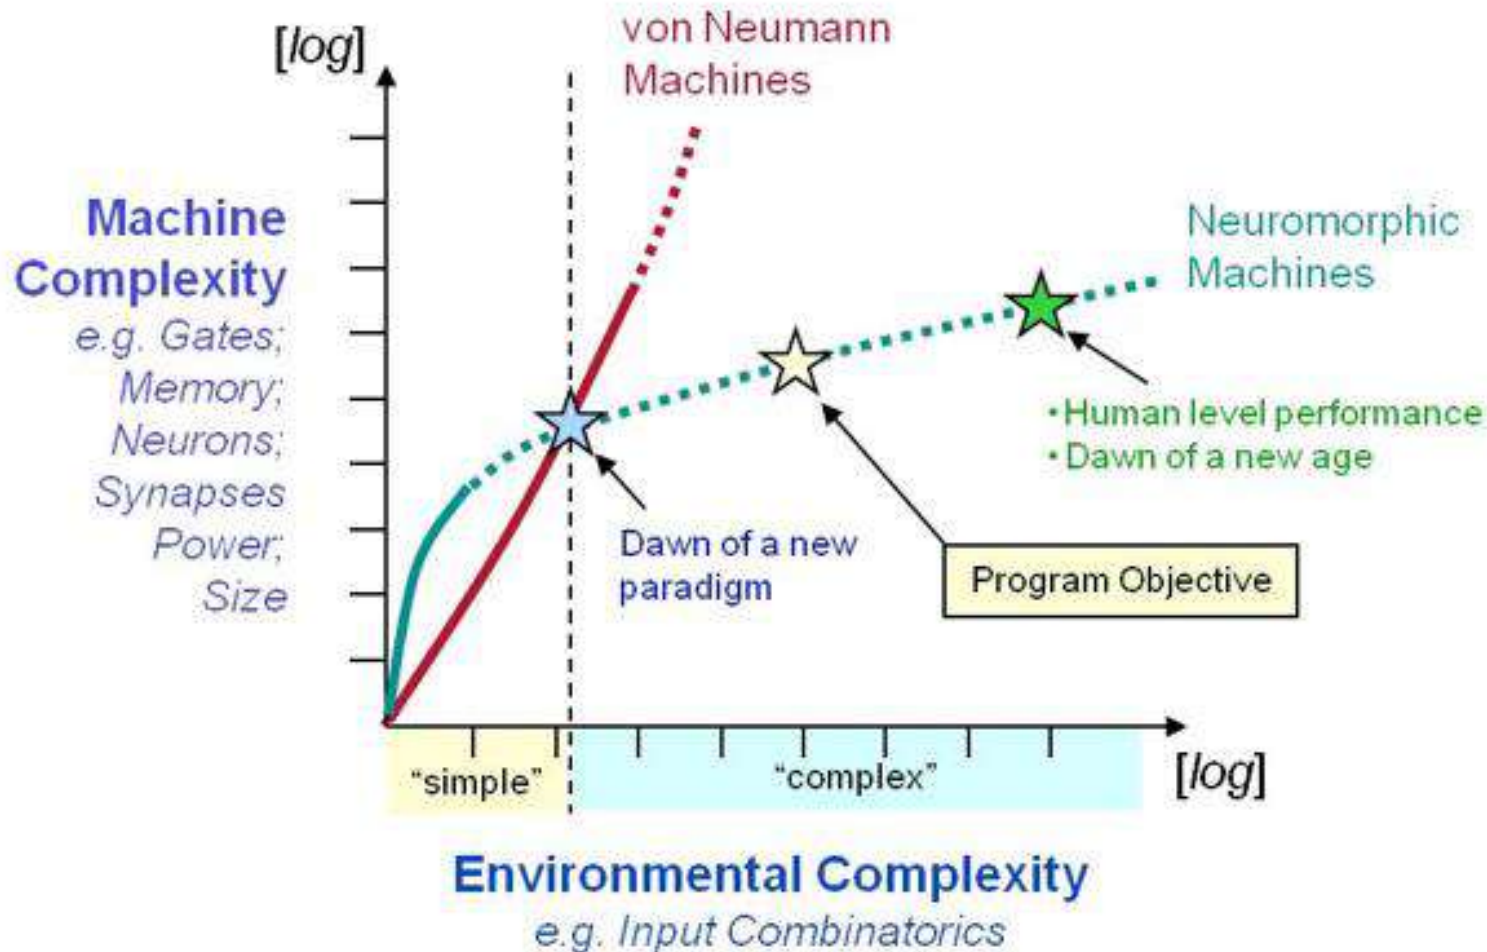 [log]
von Neumann
Machines
Machine
Complexity
e.g. Gates;
Memory;
Neurons;
Synapses
Power;
Size
Neuromorphic
Machines
•Human level performance
•Dawn of a new age
Dawn of a new
paradigm
Program Objective
"simple"
"complex"
[log]
Environmental Complexity
e.g. Input Combinatorics